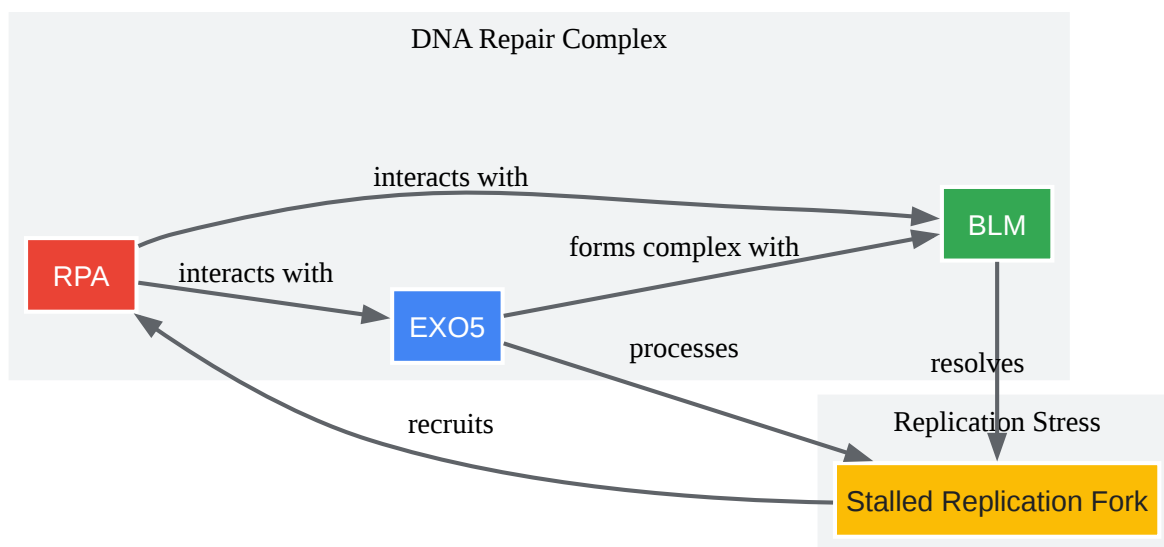 DNA Repair Complex
interacts with
BLM
forms complex with
RPA
interacts with
EXO5
processes
resolves
recruits
Replication Stress
Stalled Replication Fork